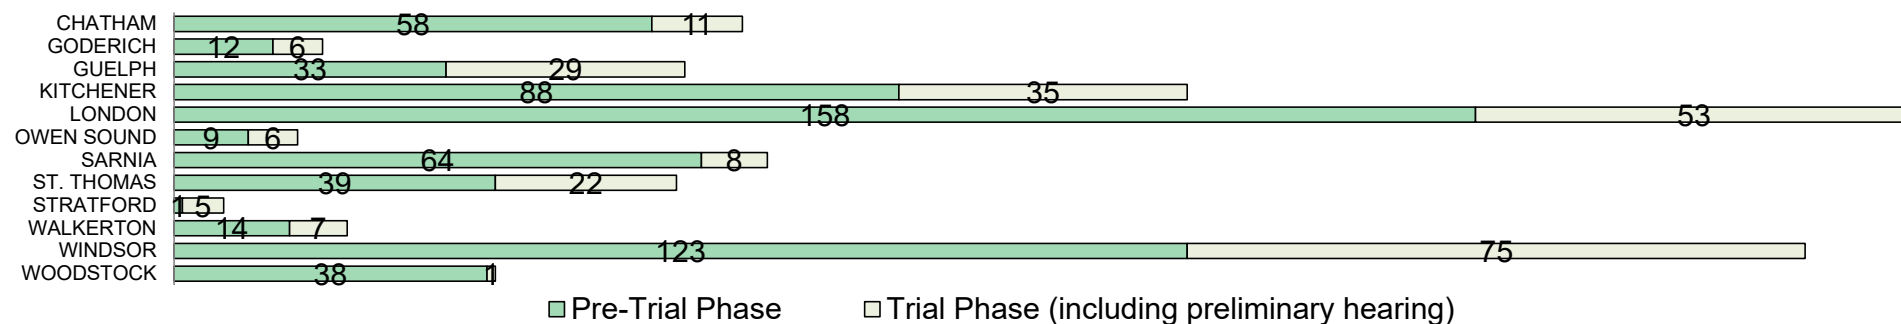 CHATHAM 58 11
GODERICH 12 6
GUELPH 33 29
KITCHENER 88 35
LONDON 158 53
OWEN SOUND 9 6
SARNIA 64 8
ST. THOMAS 39 22
STRATFORD 1 5
WALKERTON 14 7
WINDSOR 123 75
WOODSTOCK 38 1
Pre-Trial Phase Trial Phase (including preliminary hearing)